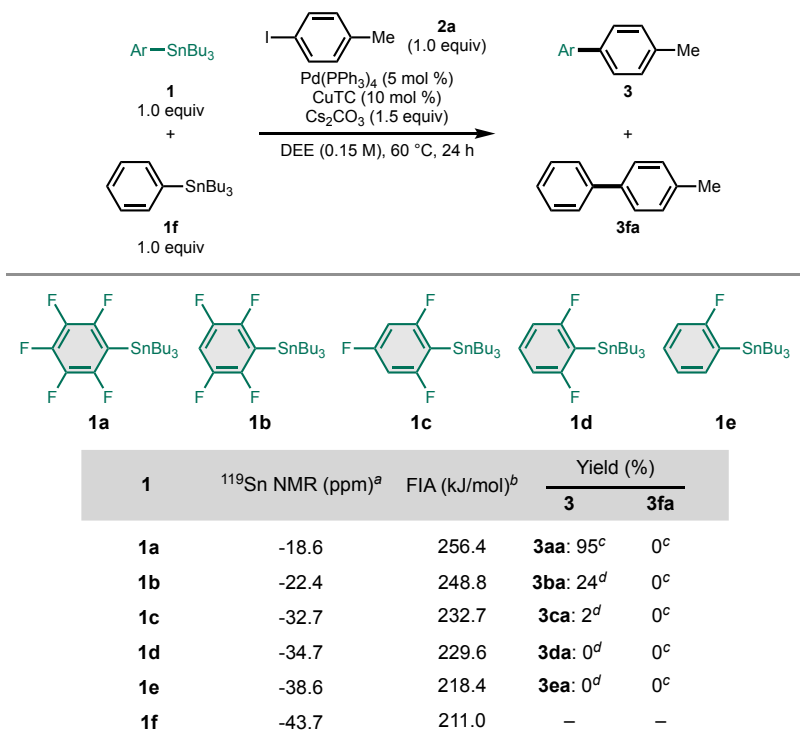 Ar—SnBu₃
1
1.0 equiv
+
SnBu₃
1f
1.0 equiv
I
Me
2a
(1.0 equiv)
Pd(PPh₃)₄ (5 mol %)
CuTC (10 mol %)
Cs₂CO₃ (1.5 equiv)
DEE (0.15 M), 60 °C, 24 h
Ar
Me
3
+
Me
3fa
F F F F F SnBu₃
1a
F F F F SnBu₃
1b
F F F SnBu₃
1c
F F SnBu₃
1d
F SnBu₃
1e
1 ¹¹⁹Sn NMR (ppm)ᵃ FIA (kJ/mol)ᵇ Yield (%)
3 3fa
1a -18.6 256.4 3aa: 95ᶜ 0ᶜ
1b -22.4 248.8 3ba: 24ᵈ 0ᶜ
1c -32.7 232.7 3ca: 2ᵈ 0ᶜ
1d -34.7 229.6 3da: 0ᵈ 0ᶜ
1e -38.6 218.4 3ea: 0ᵈ 0ᶜ
1f -43.7 211.0 – –